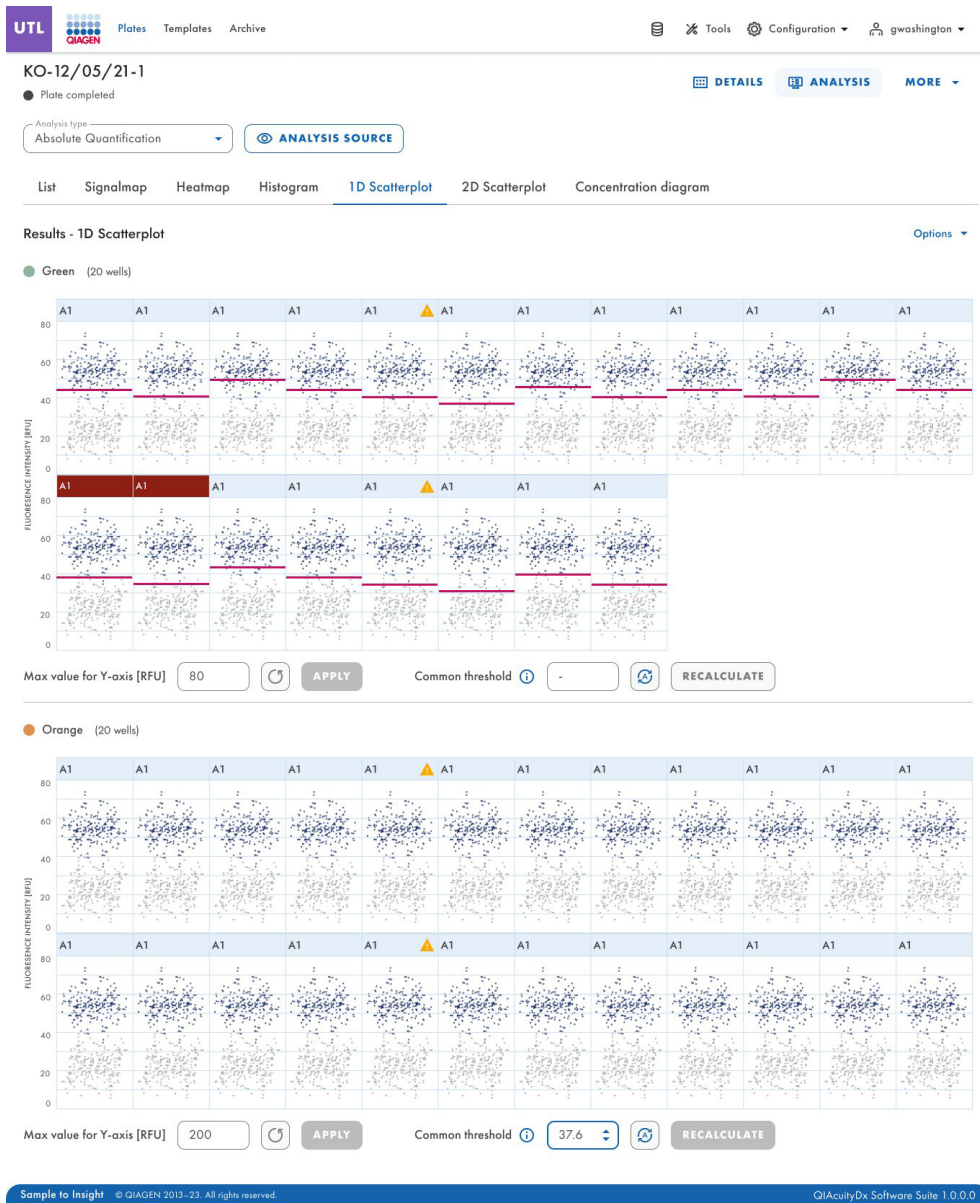 UTL QIAGEN Plates Templates Archive Tools Configuration gwashington
KO-12/05/21-1
Plate completed
DETAILS ANALYSIS MORE
Analysis type
Absolute Quantification ANALYSIS SOURCE
List Signalmap Heatmap Histogram 1D Scatterplot 2D Scatterplot Concentration diagram
Results - 1D Scatterplot Options
Green (20 wells)
FLUORESENCE INTENSITY [RFU]
A1 A1 A1 A1 A1 A1 A1 A1 A1 A1 A1 A1
80
60
40
20
0
A1 A1 A1 A1 A1 A1 A1 A1
80
60
40
20
0
Max value for Y-axis [RFU] 80 APPLY Common threshold - A RECALCULATE
Orange (20 wells)
FLUORESENCE INTENSITY [RFU]
A1 A1 A1 A1 A1 A1 A1 A1 A1 A1 A1 A1
80
60
40
20
0
A1 A1 A1 A1 A1 A1 A1 A1 A1 A1 A1 A1
80
60
40
20
0
Max value for Y-axis [RFU] 200 APPLY Common threshold 37.6 A RECALCULATE
Sample to Insight © QIAGEN 2013–23. All rights reserved. QIAcuityDx Software Suite 1.0.0.0